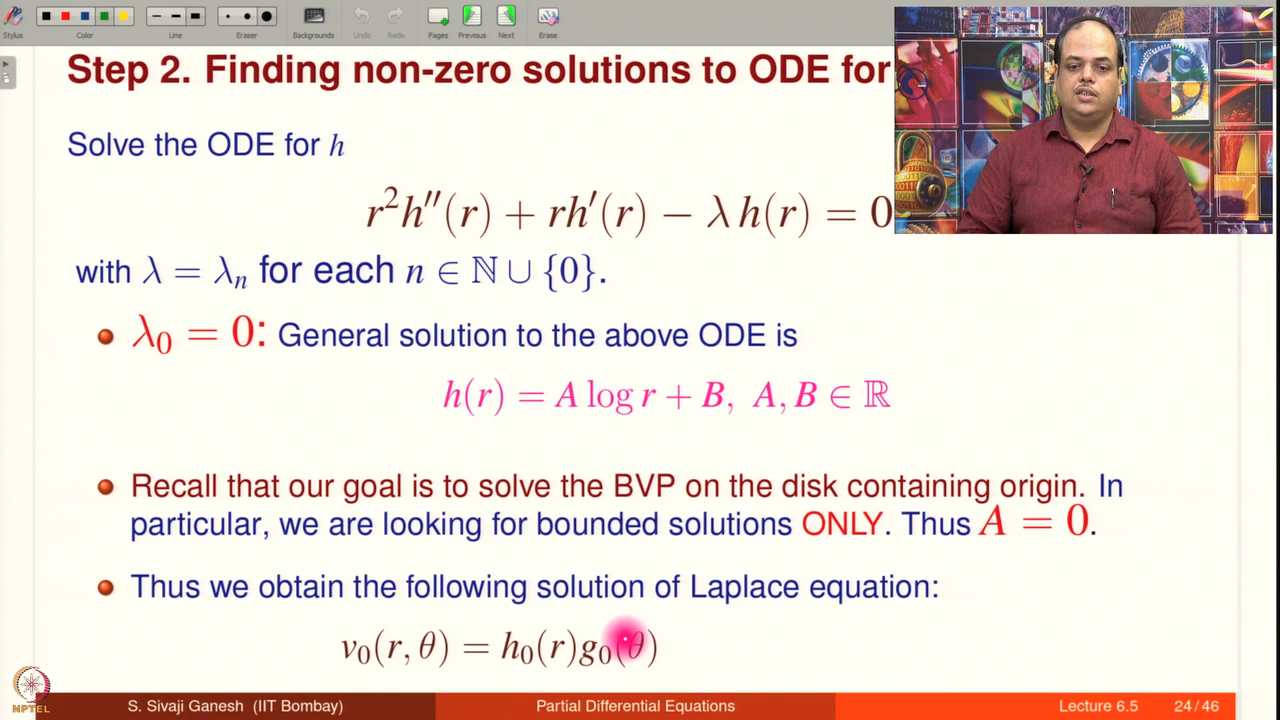 Stylus
Color
Line
Eraser
Backgrounds
Undo
Redo
Pages
Previous
Next
Erase
Step 2. Finding non-zero solutions to ODE for
Solve the ODE for h
r²h″(r) + rh′(r) − λ h(r) = 0
with λ = λₙ for each n ∈ ℕ ∪ {0}.
λ₀ = 0: General solution to the above ODE is
h(r) = A log r + B, A, B ∈ ℝ
Recall that our goal is to solve the BVP on the disk containing origin. In
particular, we are looking for bounded solutions ONLY. Thus A = 0.
Thus we obtain the following solution of Laplace equation:
v₀(r, θ) = h₀(r)g₀(θ)
NPTEL
S. Sivaji Ganesh (IIT Bombay)
Partial Differential Equations
Lecture 6.5
24 / 46